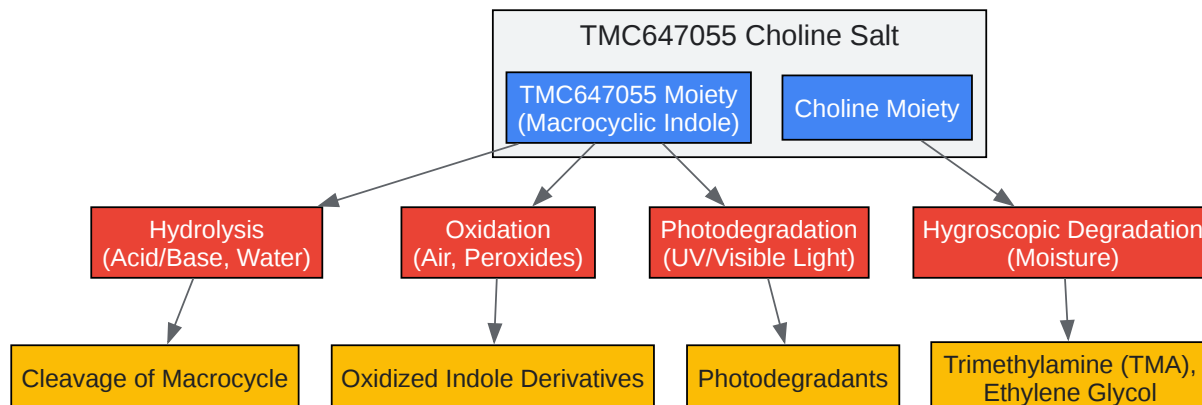 TMC647055 Choline Salt
TMC647055 Moiety
(Macrocyclic Indole)
Choline Moiety
Hydrolysis
(Acid/Base, Water)
Oxidation
(Air, Peroxides)
Photodegradation
(UV/Visible Light)
Hygroscopic Degradation
(Moisture)
Cleavage of Macrocycle
Oxidized Indole Derivatives
Photodegradants
Trimethylamine (TMA),
Ethylene Glycol